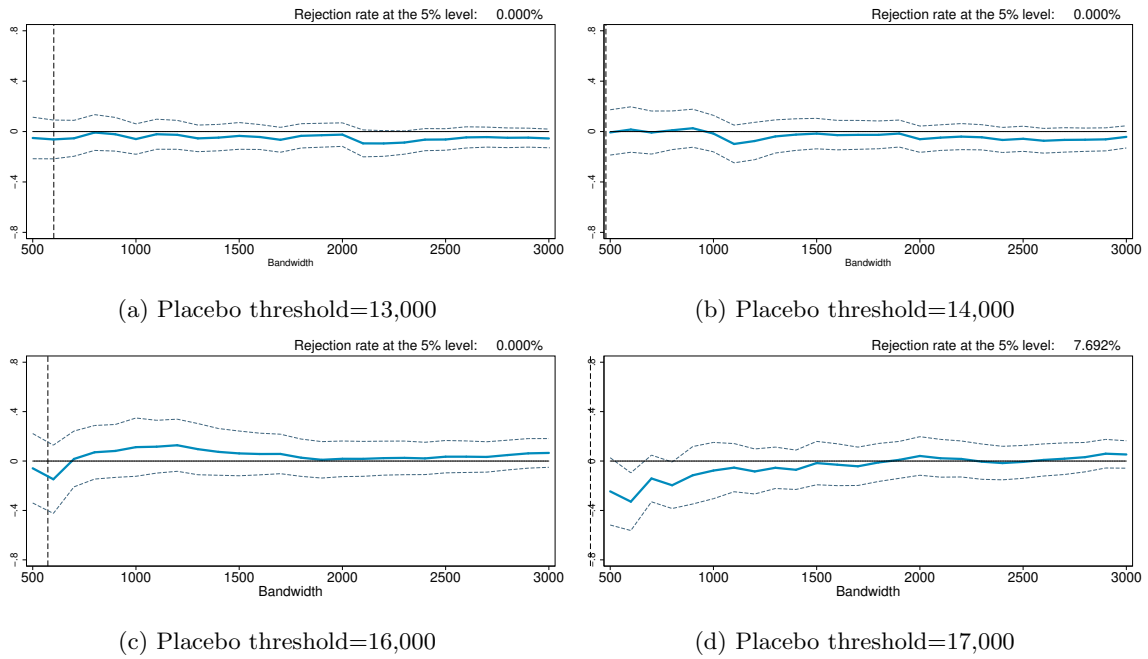 Rejection rate at the 5% level: 0.000%
.8
.4
0
-.4
-.8
500 1000 1500 2000 2500 3000
Bandwidth
(a) Placebo threshold=13,000
Rejection rate at the 5% level: 0.000%
.8
.4
0
-.4
-.8
500 1000 1500 2000 2500 3000
Bandwidth
(b) Placebo threshold=14,000
Rejection rate at the 5% level: 0.000%
.8
.4
0
-.4
-.8
500 1000 1500 2000 2500 3000
Bandwidth
(c) Placebo threshold=16,000
Rejection rate at the 5% level: 7.692%
.8
.4
0
-.4
-.8
500 1000 1500 2000 2500 3000
Bandwidth
(d) Placebo threshold=17,000